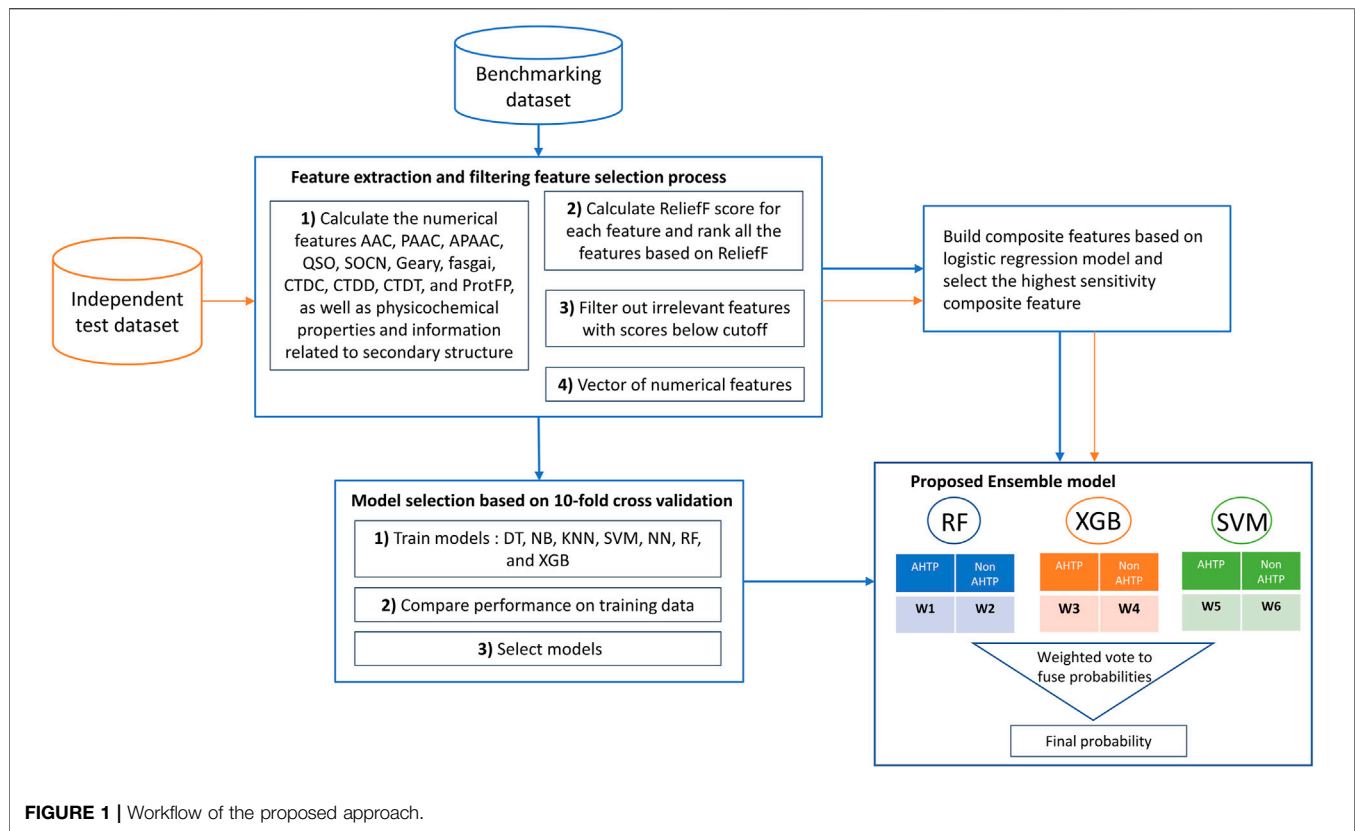 Benchmarking
dataset
Independent
test dataset
Feature extraction and filtering feature selection process
1) Calculate the numerical
features AAC, PAAC, APAAC,
QSO, SOCN, Geary, fasgai,
CTDC, CTDD, CTDT, and ProtFP,
as well as physicochemical
properties and information
related to secondary structure
2) Calculate ReliefF score for
each feature and rank all the
features based on ReliefF
3) Filter out irrelevant features
with scores below cutoff
4) Vector of numerical features
Build composite features based on
logistic regression model and
select the highest sensitivity
composite feature
Model selection based on 10-fold cross validation
1) Train models : DT, NB, KNN, SVM, NN, RF,
and XGB
2) Compare performance on training data
3) Select models
Proposed Ensemble model
RF
XGB
SVM
AHTP
Non
AHTP
AHTP
Non
AHTP
AHTP
Non
AHTP
W1
W2
W3
W4
W5
W6
Weighted vote to
fuse probabilities
Final probability
FIGURE 1 | Workflow of the proposed approach.